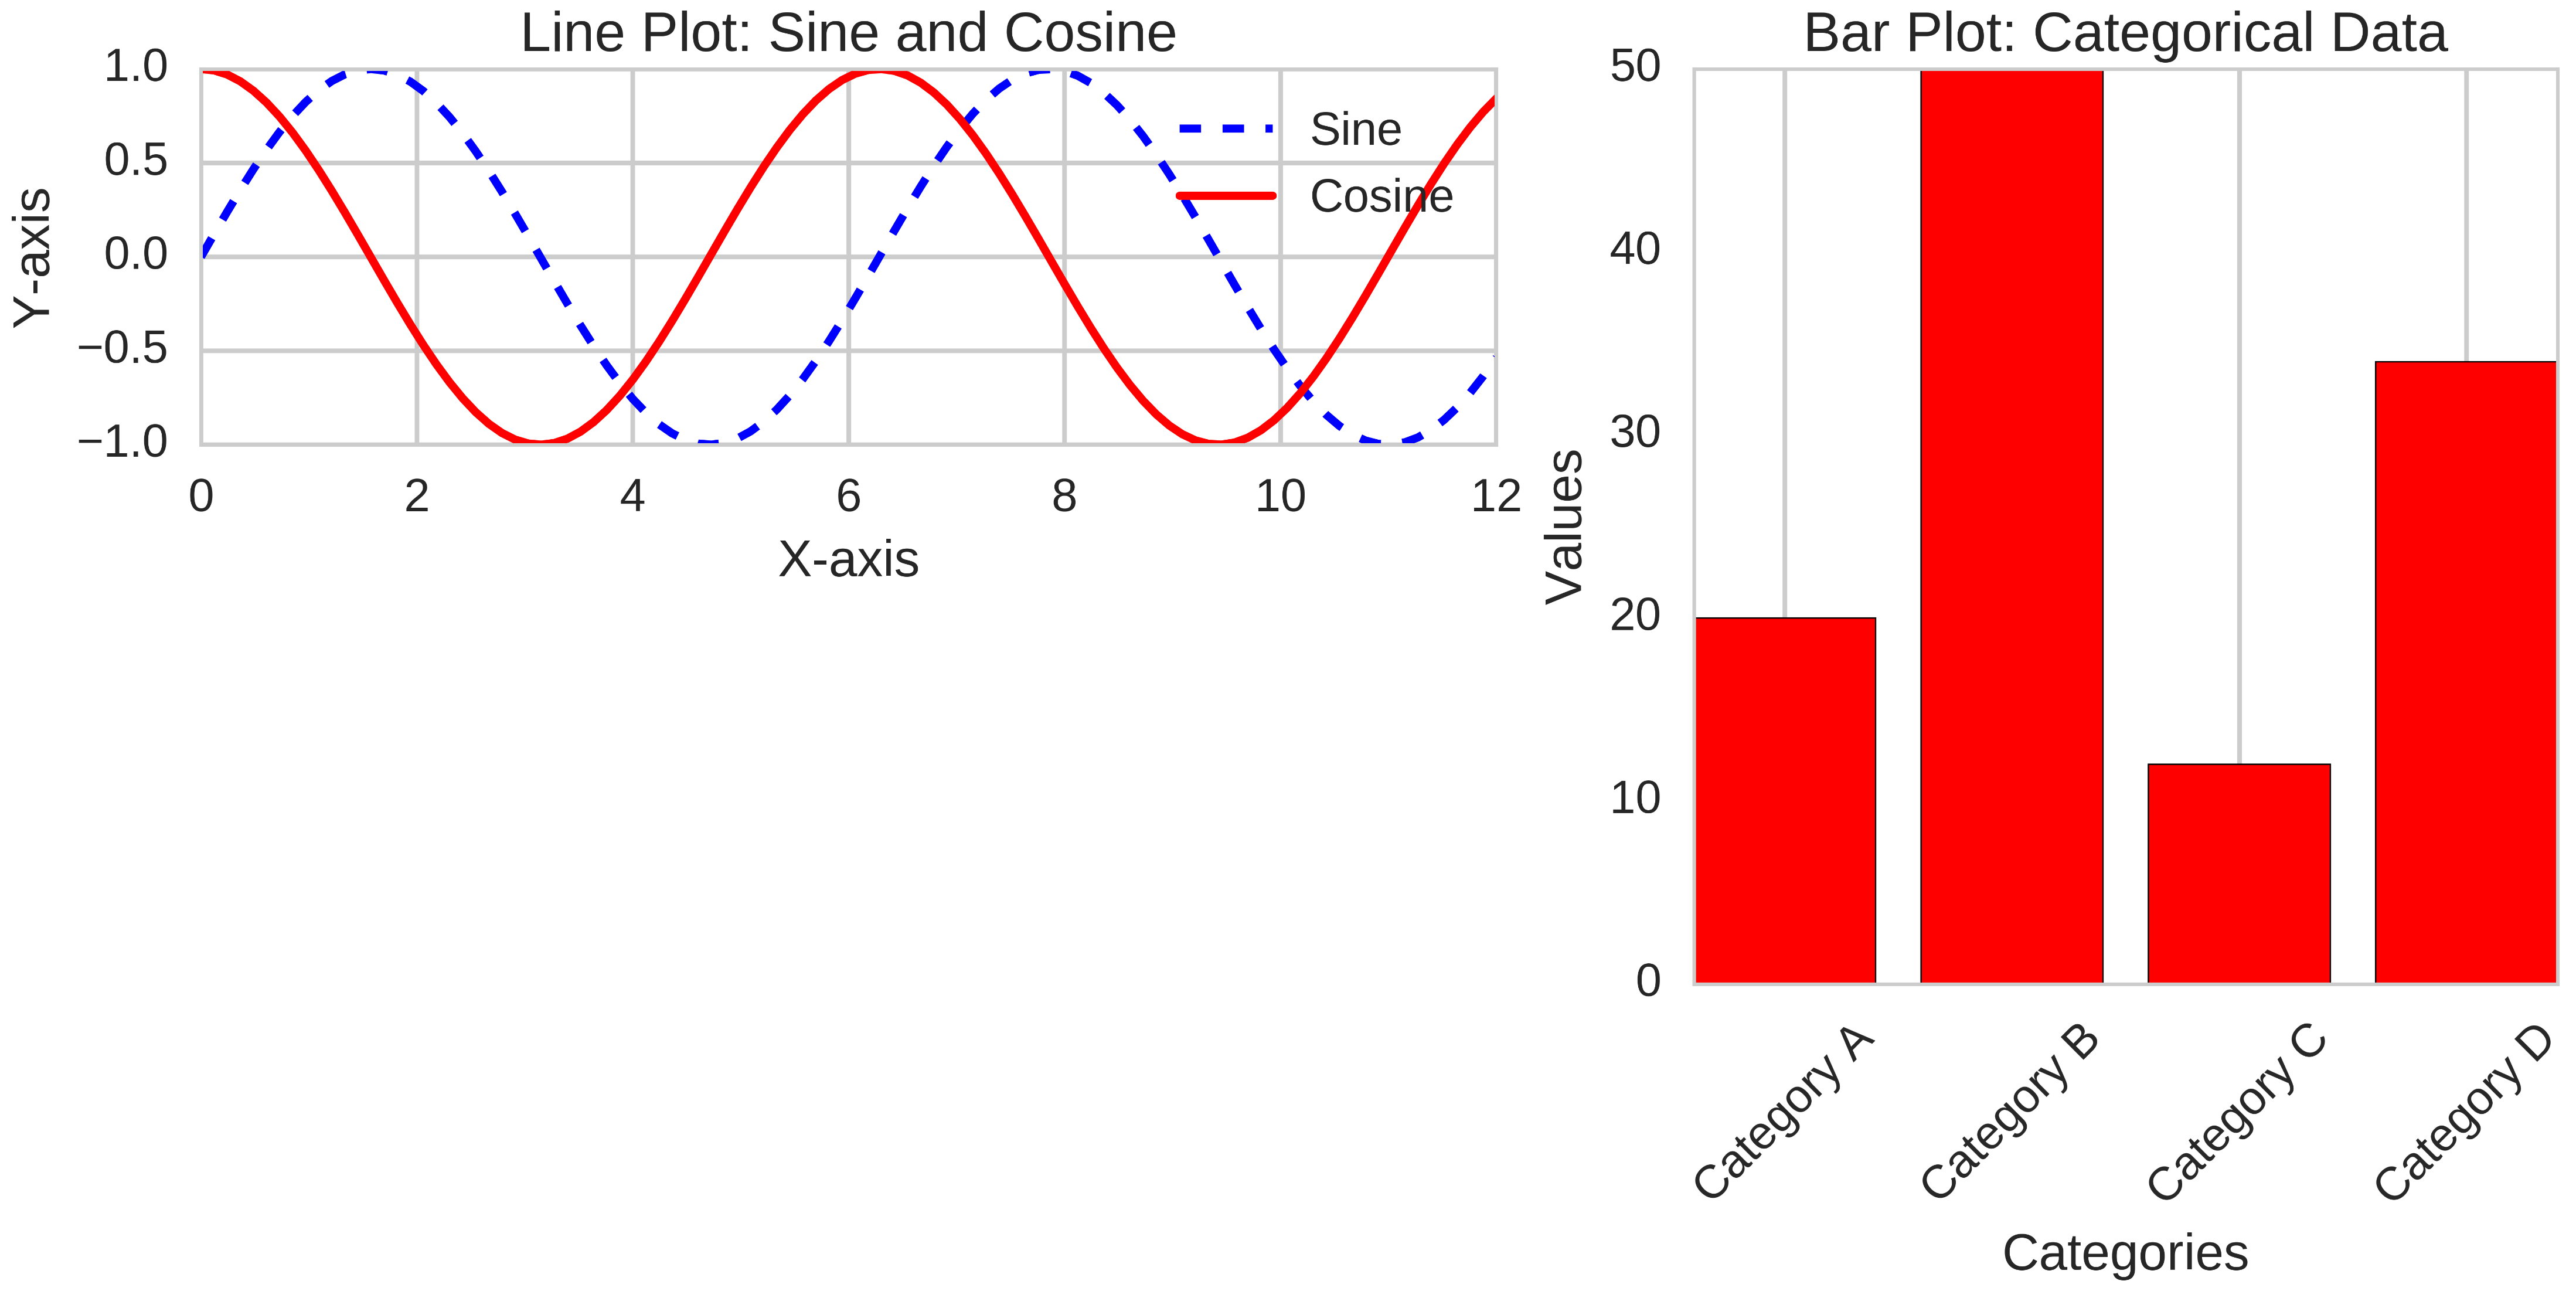 Line Plot: Sine and Cosine
1.0
0.5
0.0
−0.5
−1.0
Y-axis
Sine
Cosine
0 2 4 6 8 10 12
X-axis
Bar Plot: Categorical Data
50
40
30
20
10
0
Values
Category A
Category B
Category C
Category D
Categories